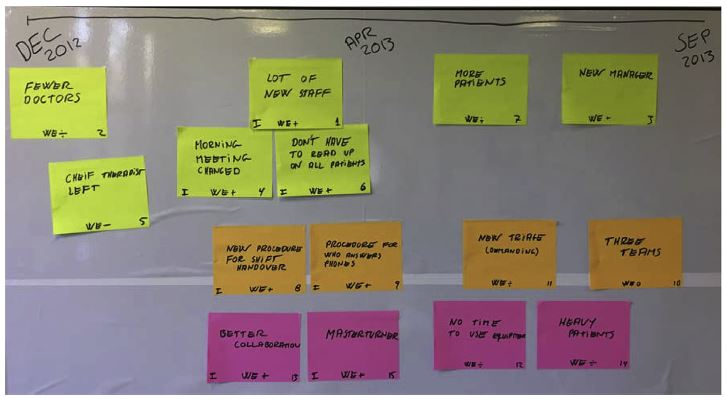 DEC
2012
APR
2013
SEP
2013
FEWER
DOCTORS
WE÷ 2
LOT OF
NEW STAFF
I WE+ 1
MORE
PATIENTS
WE÷ 7
NEW MANAGER
WE+ 3
CHEIF THERAPIST
LEFT
WE- 5
MORNING
MEETING
CHANGED
I WE+ 4
DON'T HAVE
TO READ UP
ON ALL PATIENTS
I WE+ 6
NEW PROCEDURE
FOR SHIFT
HANDOVER
I WE+ 8
PROCEDURE FOR
WHO ANSWERS
PHONES
I WE+ 9
NEW TRIAGE
(DEMANDING)
WE÷ 11
THREE
TEAMS
WE0 10
BETTER
COLLABORATION
I WE+ 13
MASTERTURNER
I WE+ 15
NO TIME
TO USE EQUIPMEN
WE÷ 12
HEAVY
PATIENTS
WE÷ 14